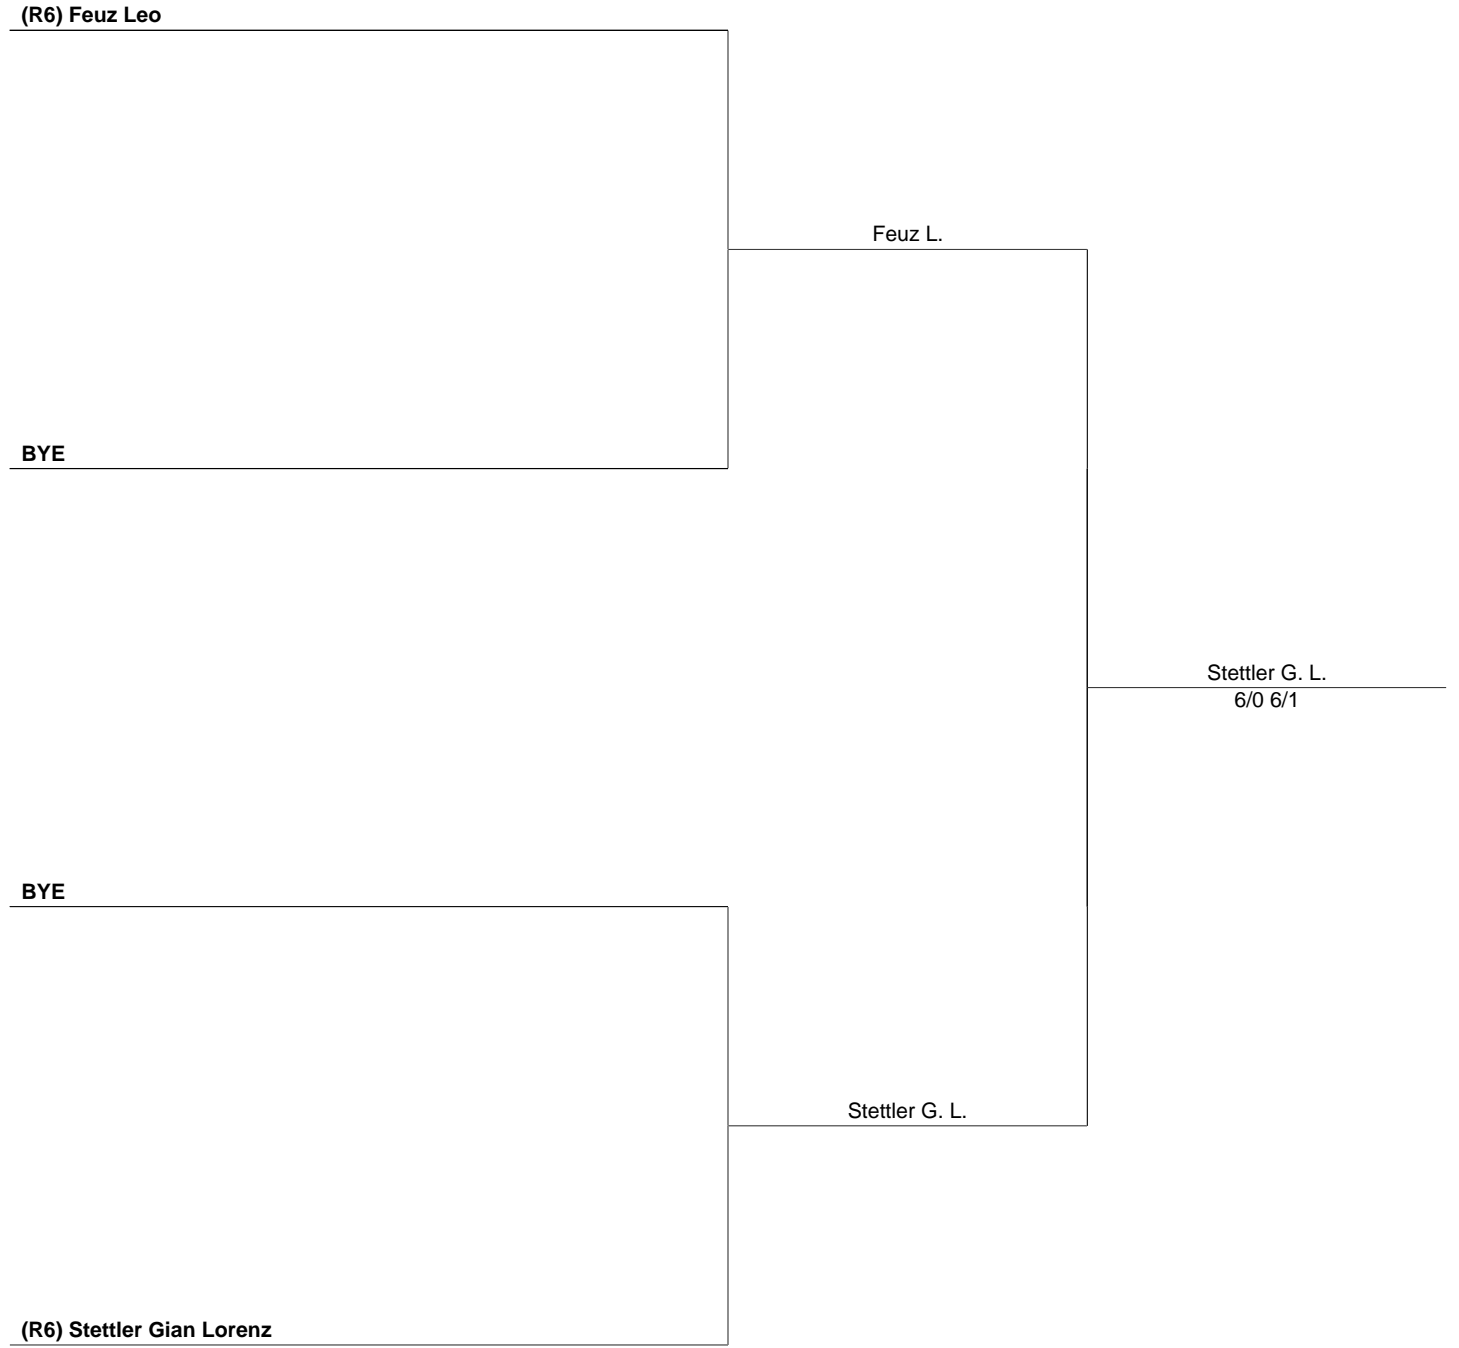 (R6) Feuz Leo
Feuz L.
BYE
Stettler G. L.
6/0 6/1
BYE
Stettler G. L.
(R6) Stettler Gian Lorenz